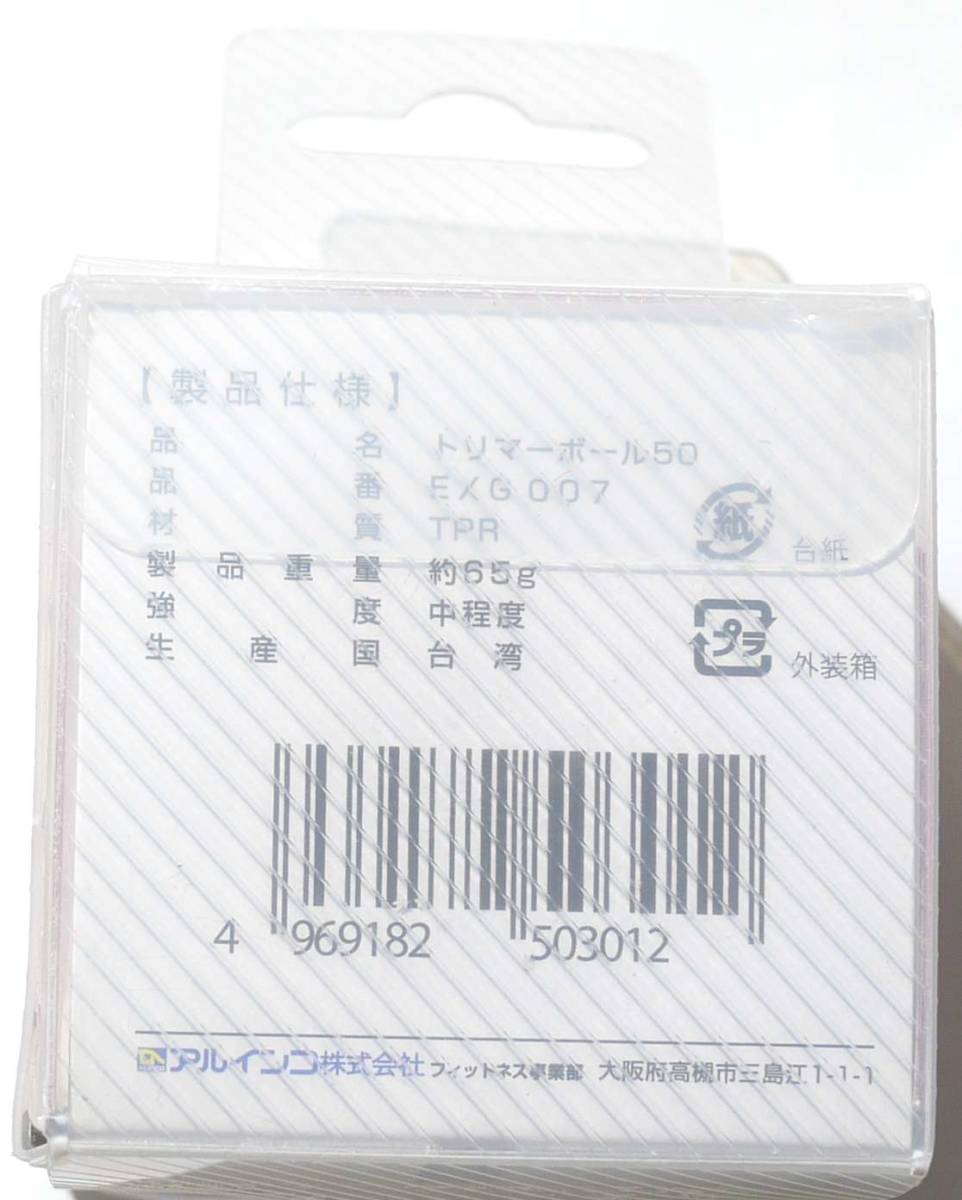 【製品仕様】
品名 トリマーボール50
品番 EXG007
材質 TPR
製品重量 約65g
強度 中程度
生産国 台湾
紙 台紙
プラ 外装箱
4 969182 503012
アルインコ株式会社 フィットネス事業部 大阪府高槻市三島江1-1-1